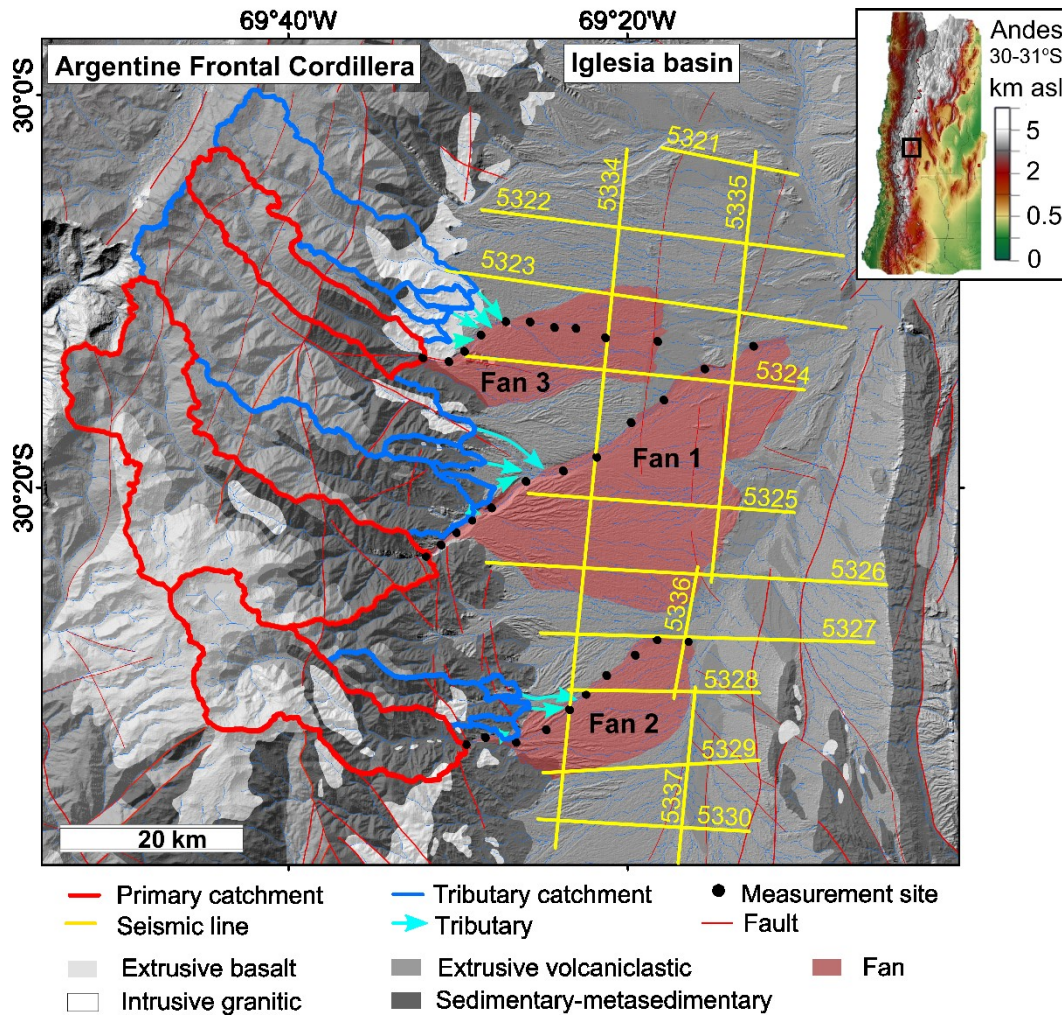 69°40'W
69°20'W
Argentine Frontal Cordillera
Iglesia basin
Andes
30-31°S
km asl
5
2
0.5
0
30°0'S
30°20'S
5321
5334
5335
5322
5323
5324
Fan 3
Fan 1
5325
5326
5336
5327
5328
Fan 2
5329
5337
5330
20 km
Primary catchment
Tributary catchment
Measurement site
Seismic line
Tributary
Fault
Extrusive basalt
Extrusive volcaniclastic
Fan
Intrusive granitic
Sedimentary-metasedimentary